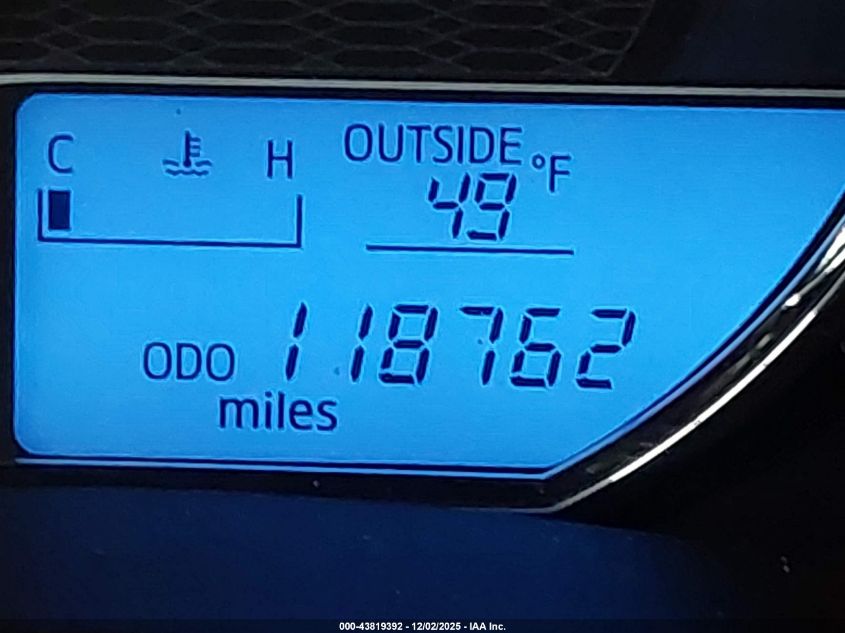 C H OUTSIDE °F
49
ODO 118762
miles
000-43819392 - 12/02/2025 - IAA Inc.